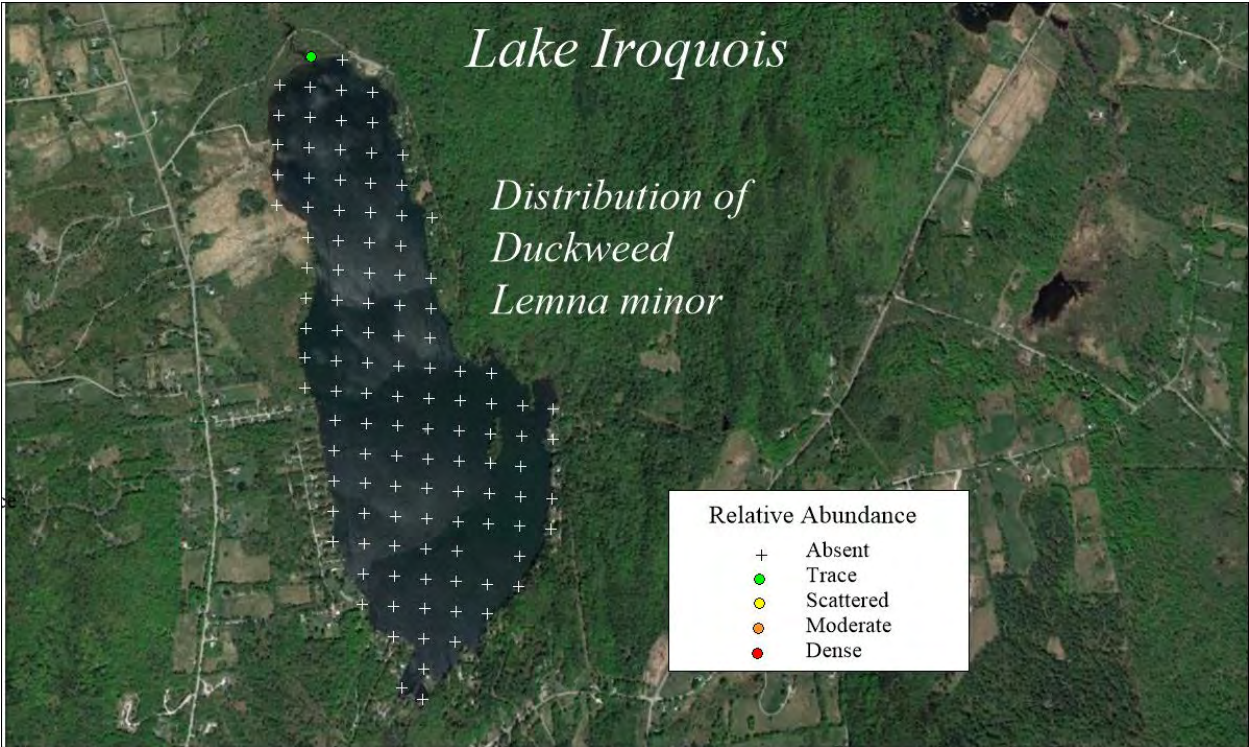 Lake Iroquois
Distribution of
Duckweed
Lemna minor
Relative Abundance
Absent
Trace
Scattered
Moderate
Dense